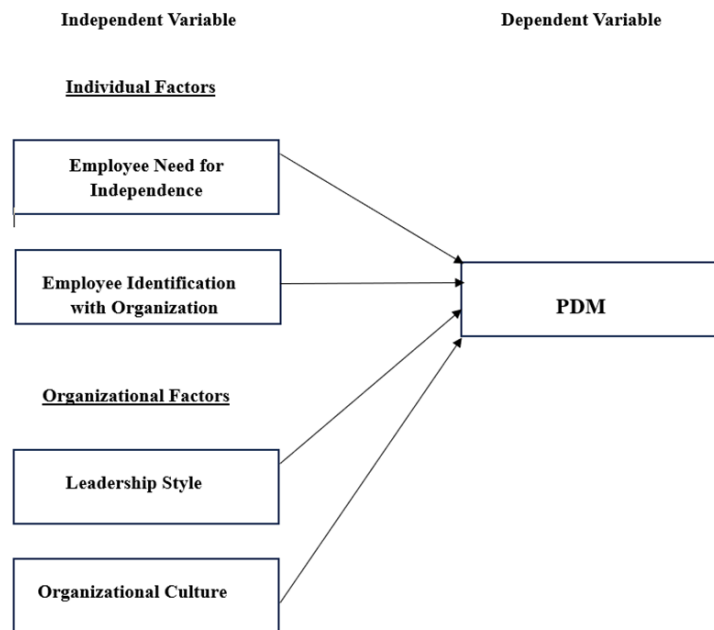 Independent Variable
Dependent Variable
Individual Factors
Employee Need for
Independence
Employee Identification
with Organization
PDM
Organizational Factors
Leadership Style
Organizational Culture